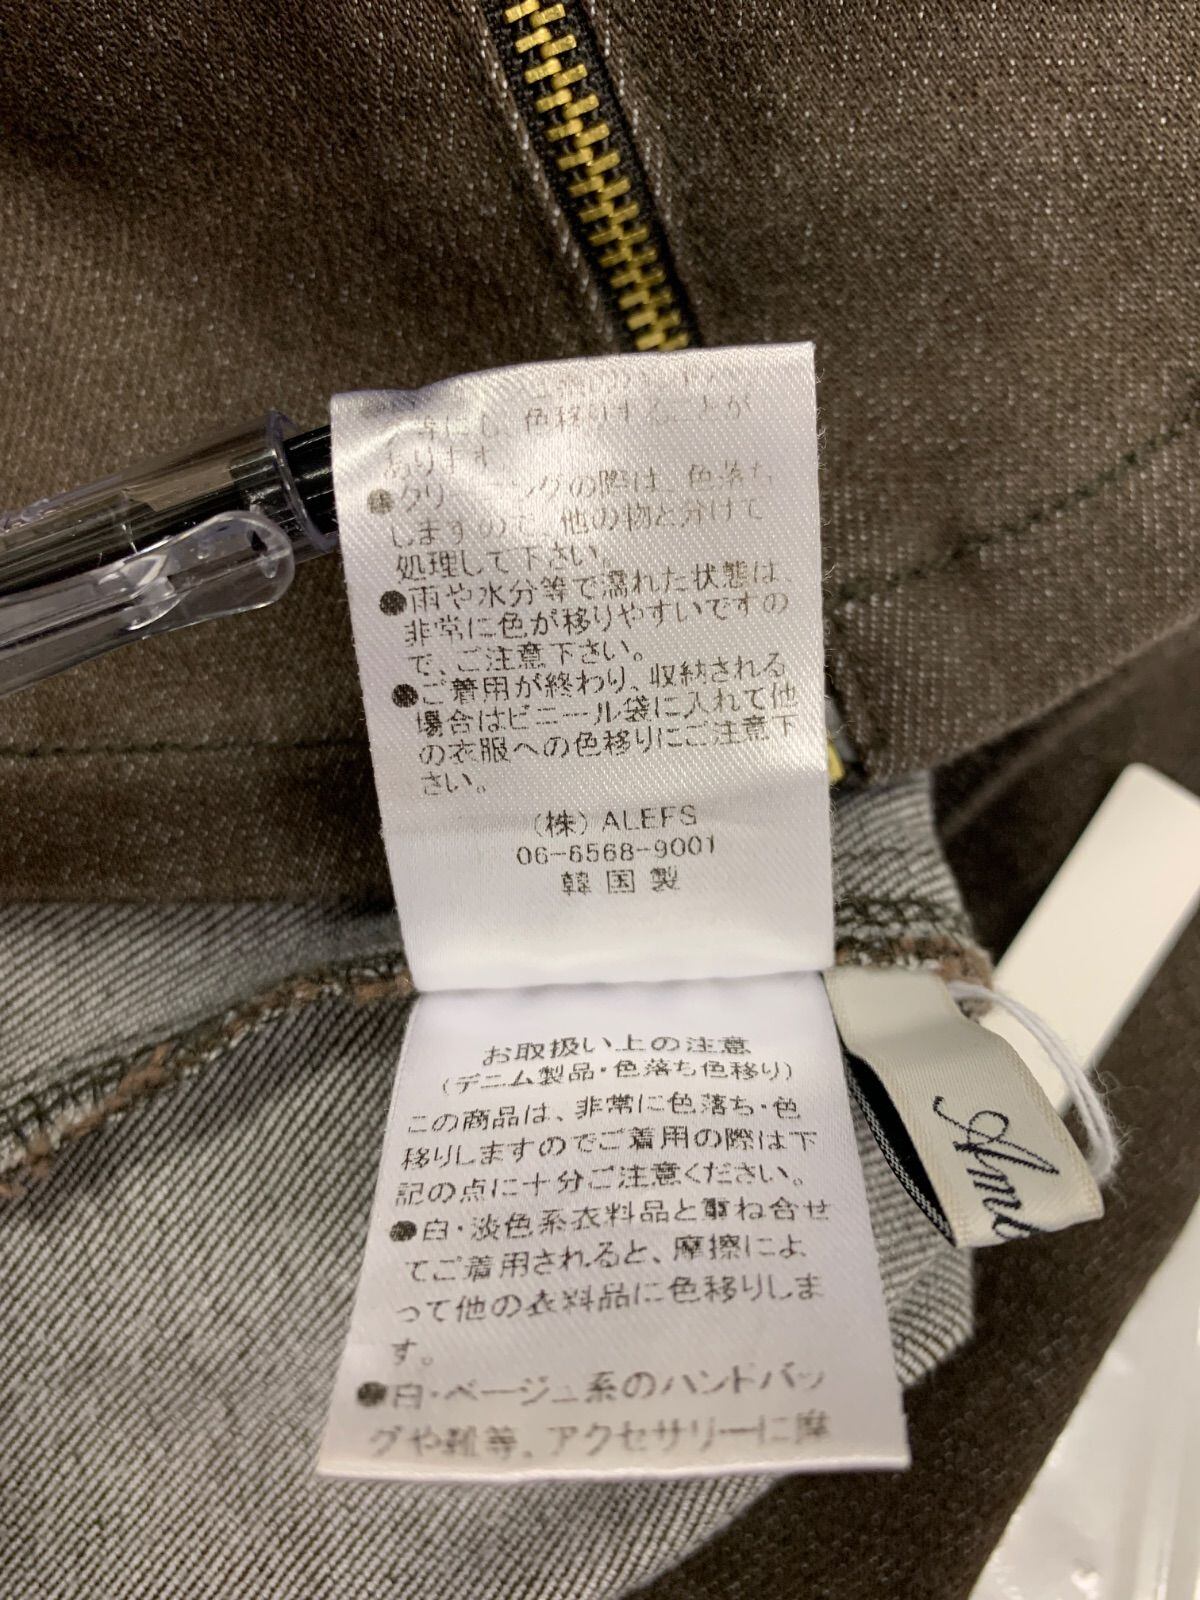 色移りすることが
あります
の際は、色落ち
しますので、他の物と分けて
処理して下さい。
●雨や水分等で濡れた状態は、
非常に色が移りやすいですの
で、ご注意下さい。
●ご着用が終わり、収納される
場合はビニール袋に入れて他
の衣服への色移りにご注意下
さい。
(株) ALEFS
06-6568-9001
韓国製
お取扱い上の注意
(デニム製品・色落ち色移り)
この商品は、非常に色落ち・色
移りしますのでご着用の際は下
記の点に十分ご注意ください。
●白・淡色系衣料品と重ね合せ
てご着用されると、摩擦によ
って他の衣料品に色移りしま
す。
●白・ベージュ系のハンドバッ
グや靴等、アクセサリーに摩
Ami